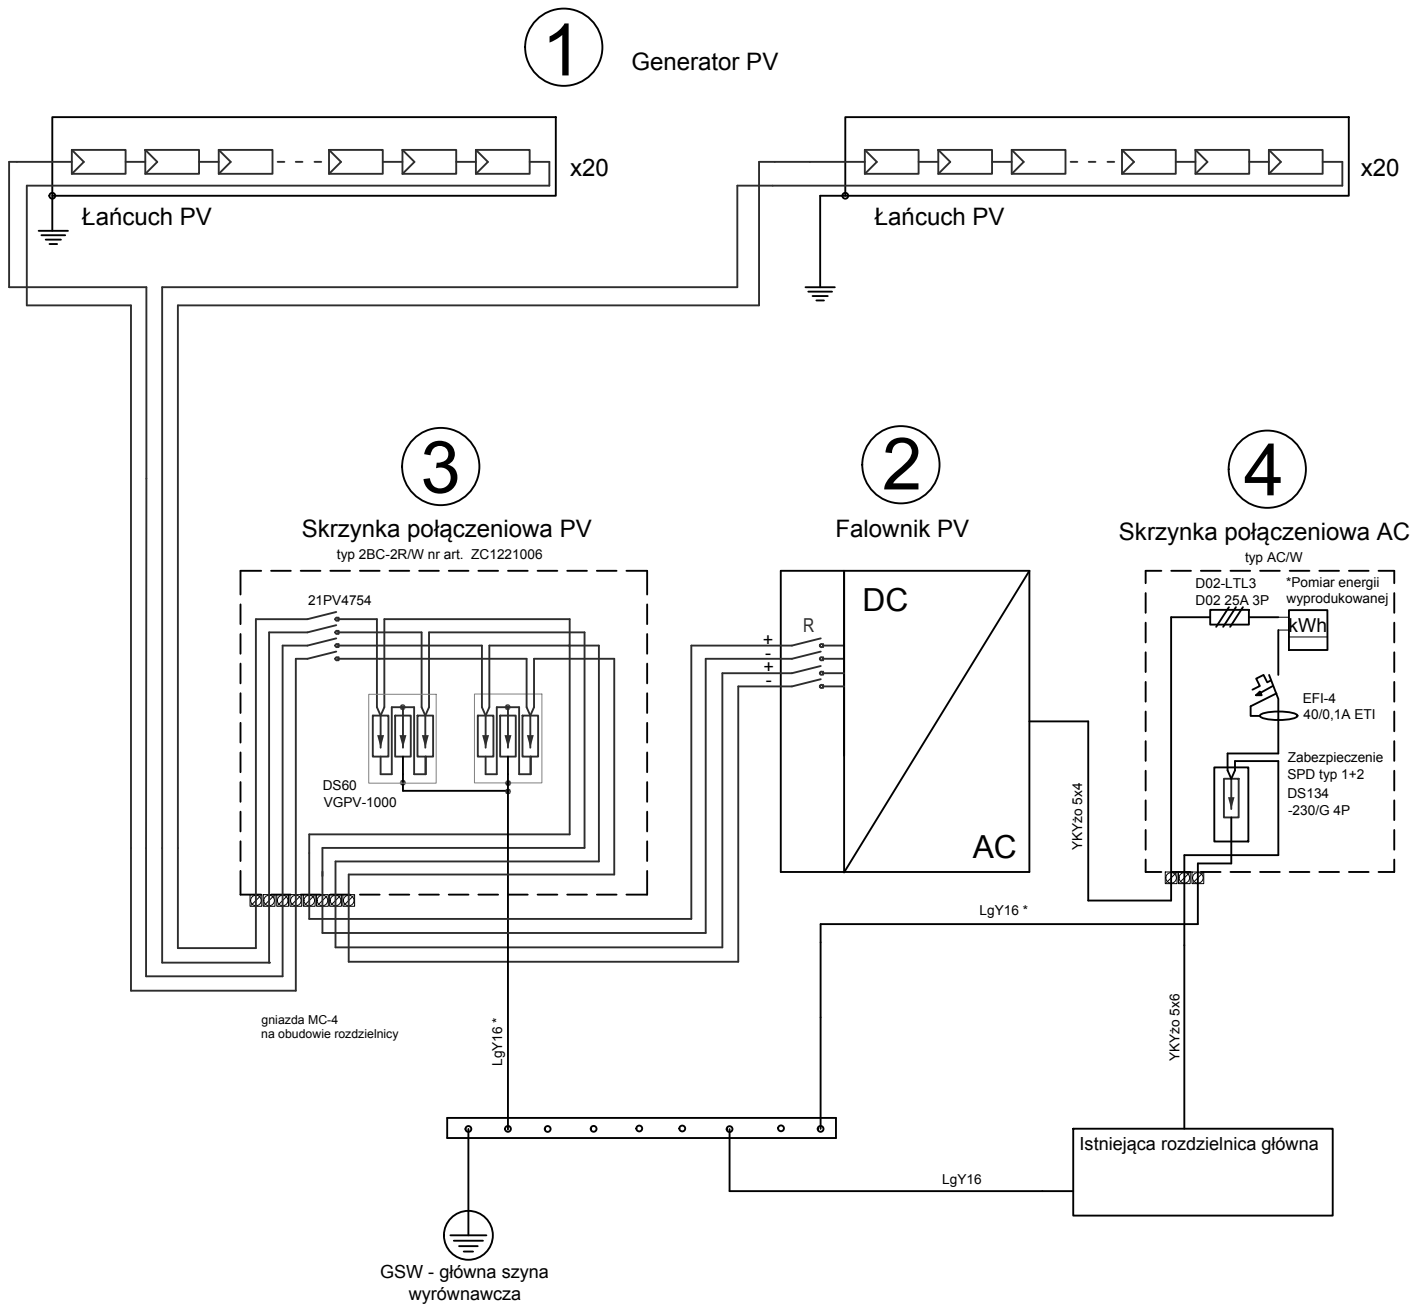 1
Generator PV
x20
Łańcuch PV
x20
Łańcuch PV
3
Skrzynka połączeniowa PV
typ 2BC-2R/W nr art. ZC1221006
21PV4754
DS60
VGPV-1000
gniazda MC-4
na obudowie rozdzielnicy
LgY16 *
2
Falownik PV
DC
AC
R
+
-
+
-
YKYżo 5x4
4
Skrzynka połączeniowa AC
typ AC/W
D02-LTL3
D02 25A 3P
*Pomiar energii
wyprodukowanej
kWh
EFI-4
40/0,1A ETI
Zabezpieczenie
SPD typ 1+2
DS134
-230/G 4P
LgY16 *
YKYżo 5x6
Istniejąca rozdzielnica główna
LgY16
GSW - główna szyna
wyrównawcza